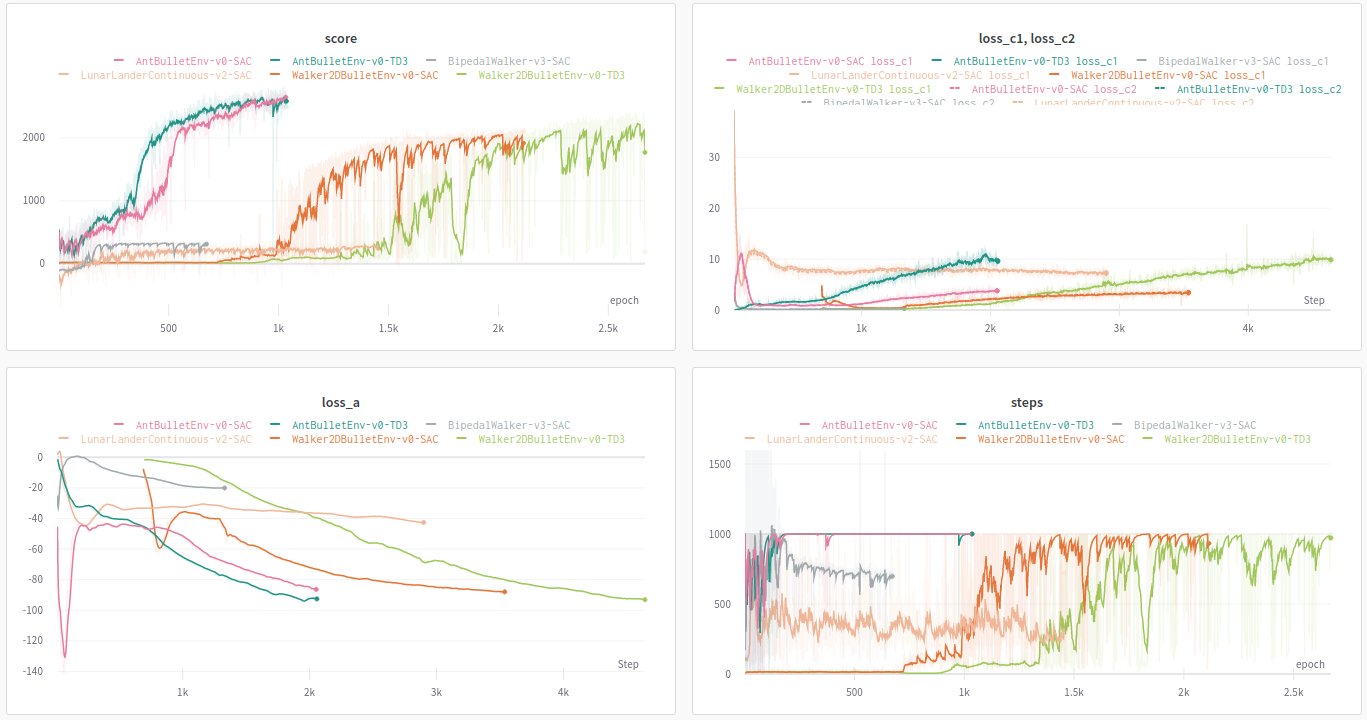 score
AntBulletEnv-v0-SAC AntBulletEnv-v0-TD3 BipedalWalker-v3-SAC
LunarLanderContinuous-v2-SAC Walker2DBulletEnv-v0-SAC Walker2DBulletEnv-v0-TD3
2000
1000
0
epoch
500 1k 1.5k 2k 2.5k
loss_c1, loss_c2
AntBulletEnv-v0-SAC loss_c1 AntBulletEnv-v0-TD3 loss_c1 BipedalWalker-v3-SAC loss_c1
LunarLanderContinuous-v2-SAC loss_c1 Walker2DBulletEnv-v0-SAC loss_c1
Walker2DBulletEnv-v0-TD3 loss_c1 AntBulletEnv-v0-SAC loss_c2 AntBulletEnv-v0-TD3 loss_c2
BipedalWalker-v3-SAC loss_c2 LunarLanderContinuous-v2-SAC loss_c2
30
20
10
0
Step
1k 2k 3k 4k
loss_a
AntBulletEnv-v0-SAC AntBulletEnv-v0-TD3 BipedalWalker-v3-SAC
LunarLanderContinuous-v2-SAC Walker2DBulletEnv-v0-SAC Walker2DBulletEnv-v0-TD3
0
-20
-40
-60
-80
-100
-120
-140
Step
1k 2k 3k 4k
steps
AntBulletEnv-v0-SAC AntBulletEnv-v0-TD3 BipedalWalker-v3-SAC
LunarLanderContinuous-v2-SAC Walker2DBulletEnv-v0-SAC Walker2DBulletEnv-v0-TD3
1500
1000
500
0
epoch
500 1k 1.5k 2k 2.5k